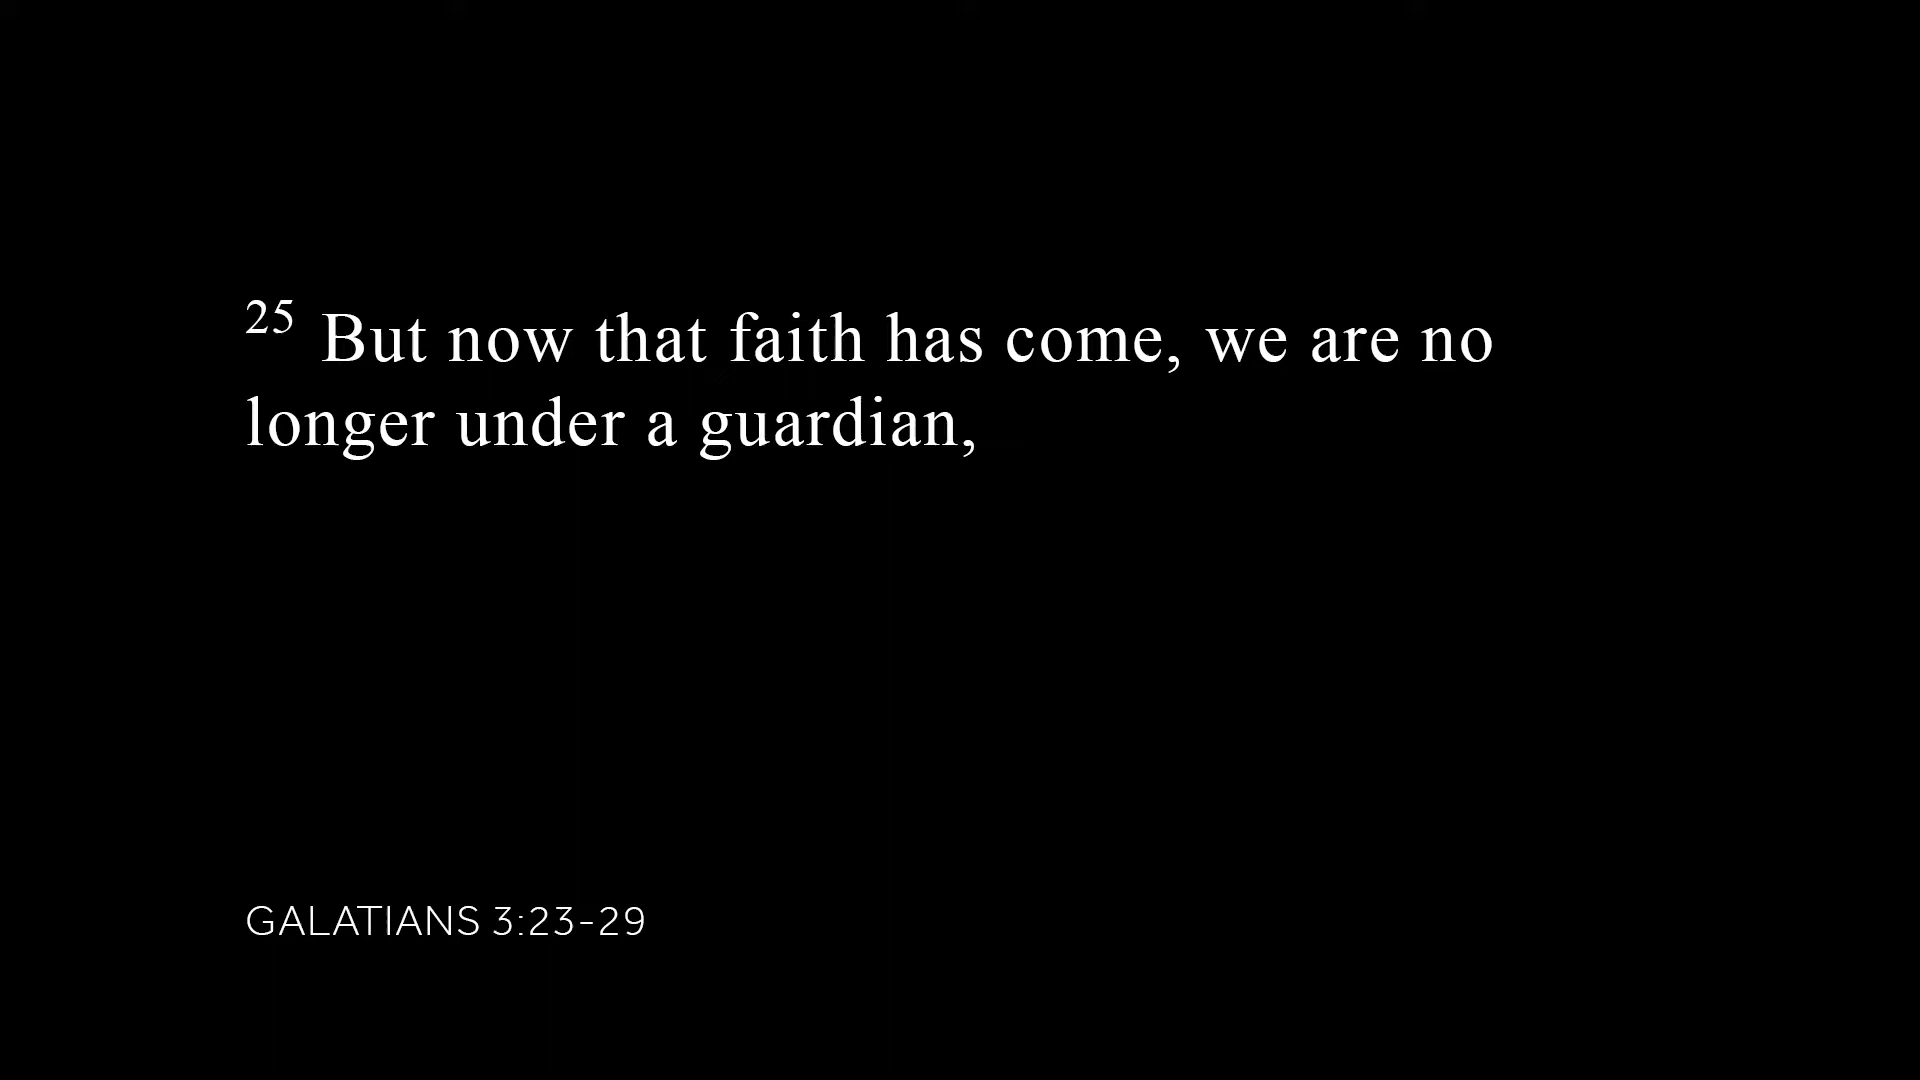 25 But now that faith has come, we are no
longer under a guardian,
GALATIANS 3:23-29